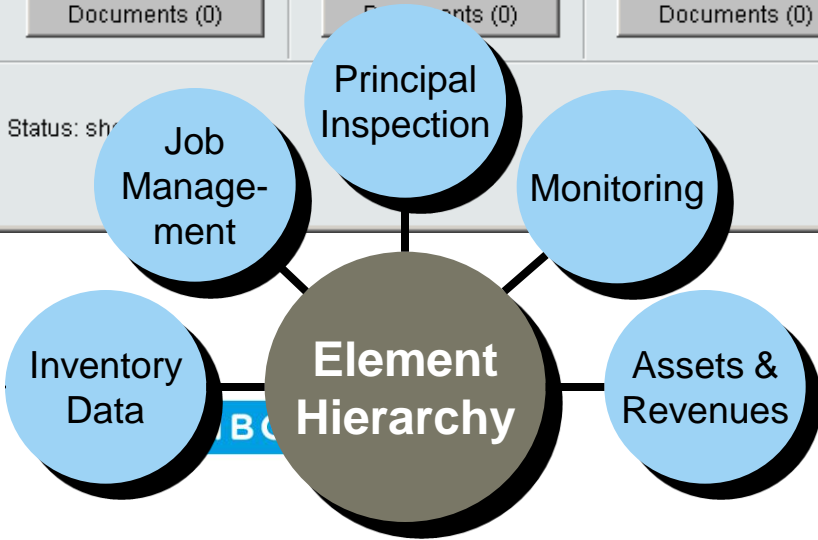 Documents (0)
Documents (0)
Principal
Inspection
Status:
Job
Manage-
ment
Monitoring
Inventory
Data
Element
Hierarchy
Assets &
Revenues